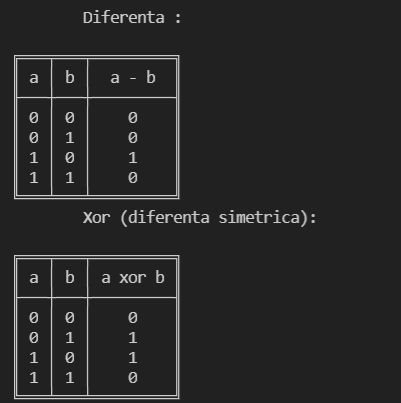 Diferenta :
a b a - b
0 0 0
0 1 0
1 0 1
1 1 0
Xor (diferenta simetrica):
a b a xor b
0 0 0
0 1 1
1 0 1
1 1 0